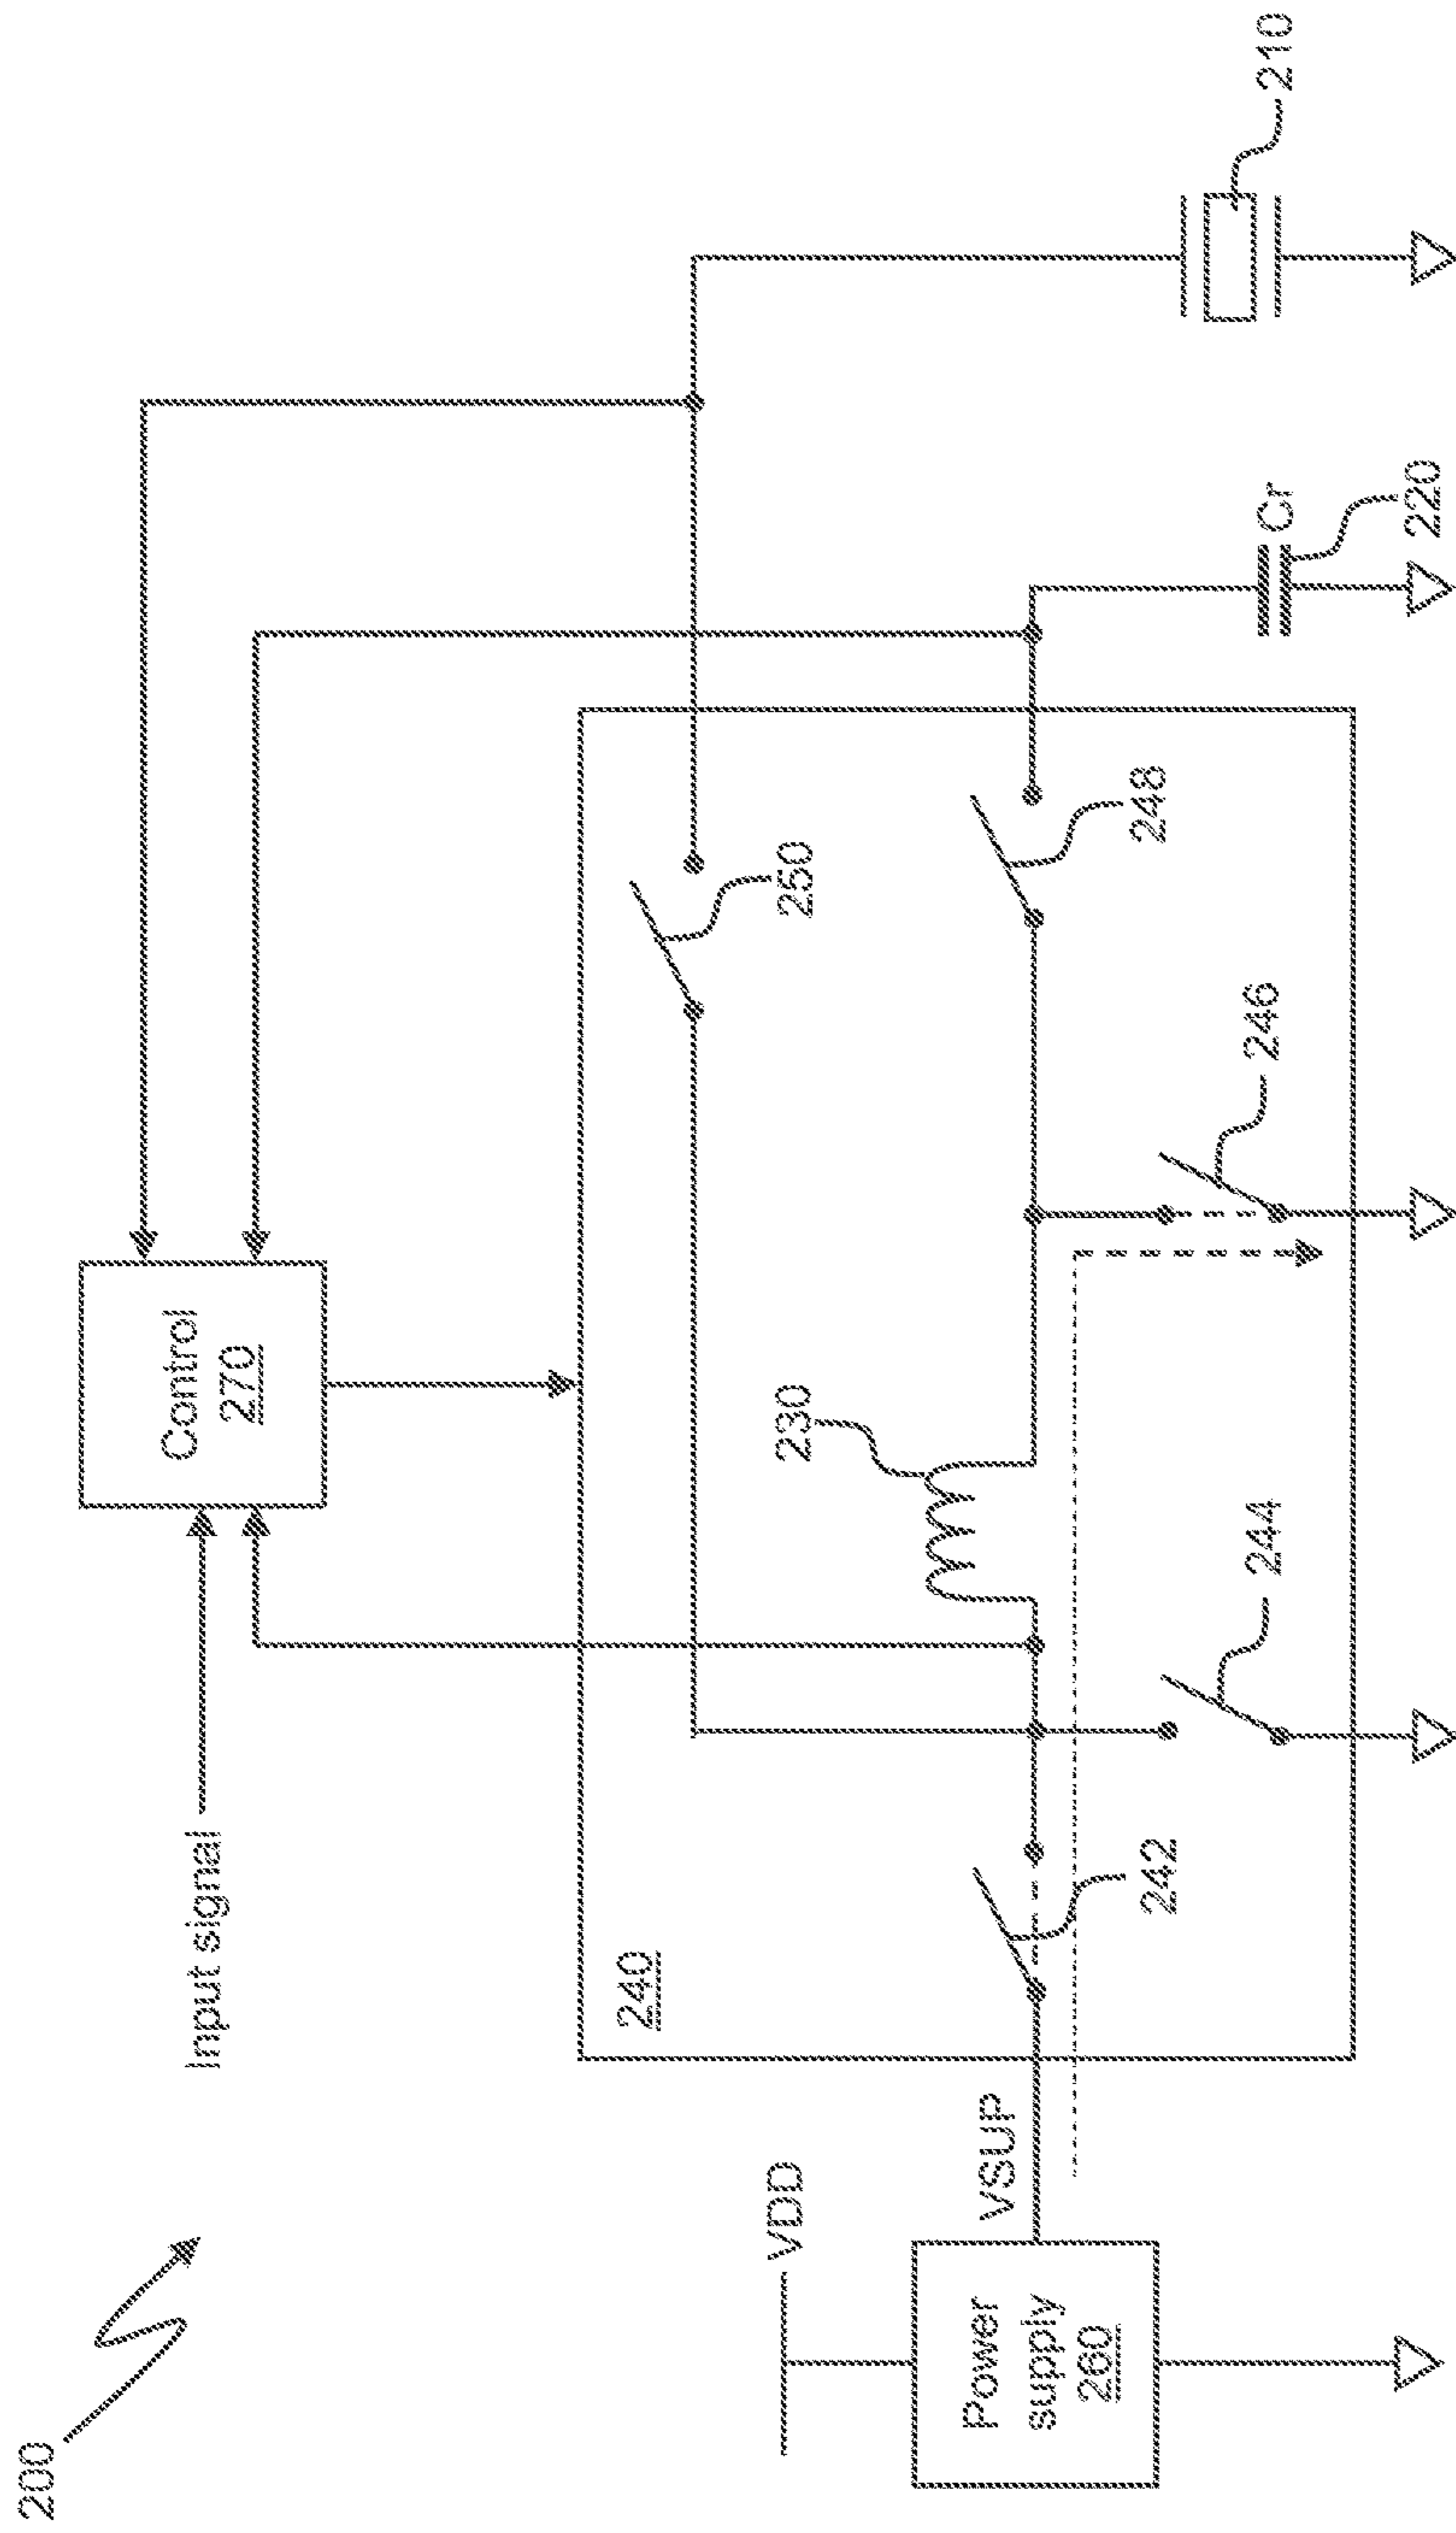 200
Input signal
Control
270
VDD
VSUP
Power
supply
260
240
242
244
230
246
248
250
Cr
220
210